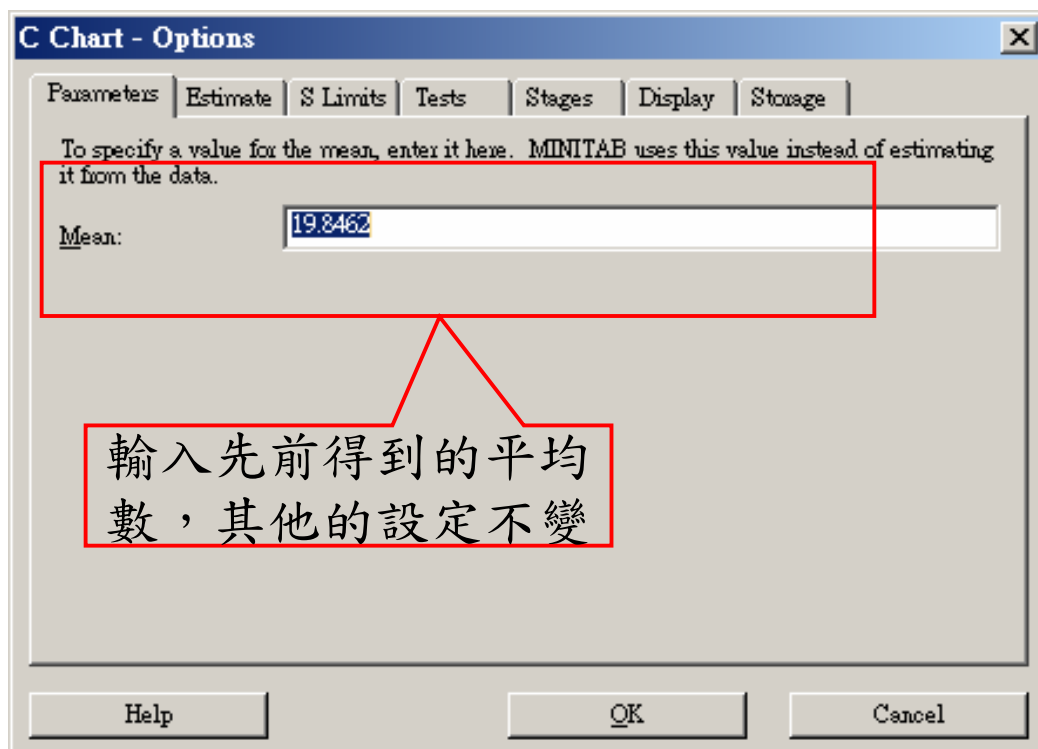 C Chart - Options
Parameters Estimate S Limits Tests Stages Display Storage
To specify a value for the mean, enter it here. MINITAB uses this value instead of estimating
it from the data.
Mean: 19.8462
輸入先前得到的平均
數，其他的設定不變
Help OK Cancel